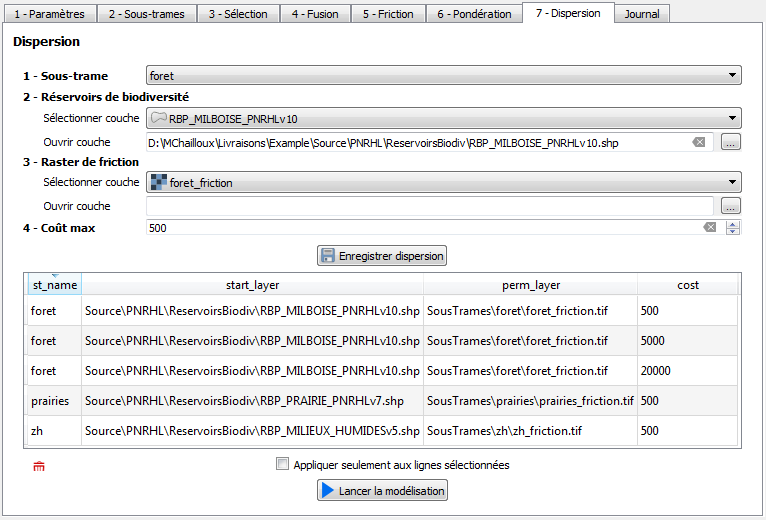 1 - Paramètres 2 - Sous-trames 3 - Sélection 4 - Fusion 5 - Friction 6 - Pondération 7 - Dispersion Journal
Dispersion
1 - Sous-trame foret
2 - Réservoirs de biodiversité
Sélectionner couche RBP_MILBOISE_PNRHLv10
Ouvrir couche D:\MChailloux\Livraisons\Example\Source\PNRHL\ReservoirsBiodiv\RBP_MILBOISE_PNRHLv10.shp ...
3 - Raster de friction
Sélectionner couche foret_friction
Ouvrir couche ...
4 - Coût max 500
Enregistrer dispersion
st_name start_layer perm_layer cost
foret Source\PNRHL\ReservoirsBiodiv\RBP_MILBOISE_PNRHLv10.shp SousTrames\foret\foret_friction.tif 500
foret Source\PNRHL\ReservoirsBiodiv\RBP_MILBOISE_PNRHLv10.shp SousTrames\foret\foret_friction.tif 5000
foret Source\PNRHL\ReservoirsBiodiv\RBP_MILBOISE_PNRHLv10.shp SousTrames\foret\foret_friction.tif 20000
prairies Source\PNRHL\ReservoirsBiodiv\RBP_PRAIRIE_PNRHLv7.shp SousTrames\prairies\prairies_friction.tif 500
zh Source\PNRHL\ReservoirsBiodiv\RBP_MILIEUX_HUMIDESv5.shp SousTrames\zh\zh_friction.tif 500
Appliquer seulement aux lignes sélectionnées
Lancer la modélisation